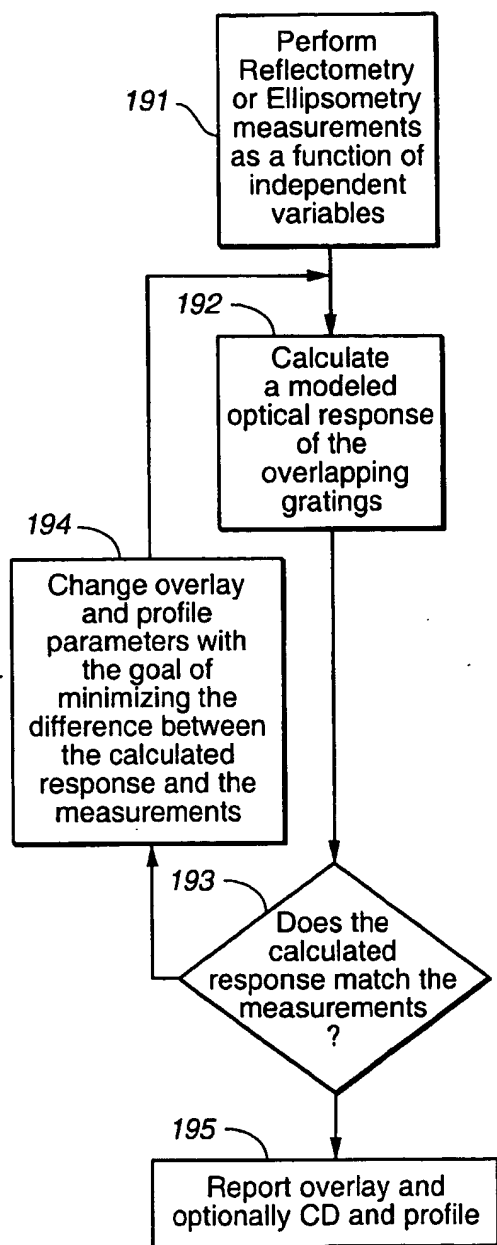 191
Perform
Reflectometry
or Ellipsometry
measurements
as a function of
independent
variables
192
Calculate
a modeled
optical response
of the
overlapping
gratings
194
Change overlay
and profile
parameters with
the goal of
minimizing the
difference between
the calculated
response and the
measurements
193
Does the
calculated
response match the
measurements
?
195
Report overlay and
optionally CD and profile